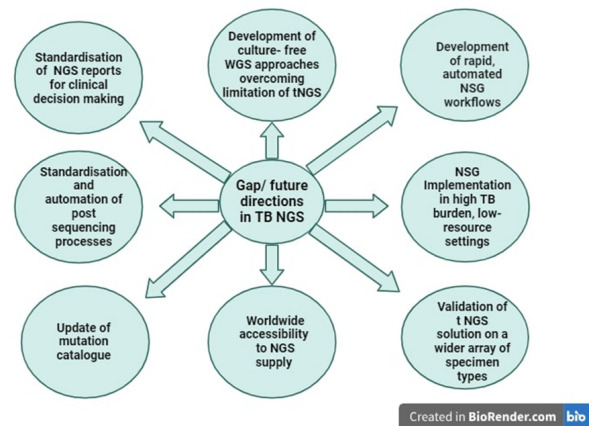 Standardisation
of NGS reports
for clinical
decision making
Development of
culture- free
WGS approaches
overcoming
limitation of tNGS
Development
of rapid,
automated
NSG
workflows
Standardisation
and
automation of
post
sequencing
processes
Gap/ future
directions
in TB NGS
NSG
Implementation
in high TB
burden, low-
resource
settings
Update of
mutation
catalogue
Worldwide
accessibility
to NGS
supply
Validation of
t NGS
solution on a
wider array of
specimen
types
Created in BioRender.com bio